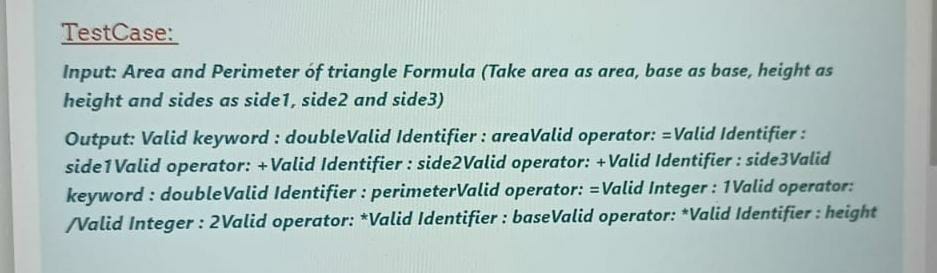 TestCase:
Input: Area and Perimeter of triangle Formula (Take area as area, base as base, height as
height and sides as side1, side2 and side3)
Output: Valid keyword : doubleValid Identifier : areaValid operator: =Valid Identifier :
side1Valid operator: +Valid Identifier : side2Valid operator: +Valid Identifier : side3Valid
keyword : doubleValid Identifier : perimeterValid operator: =Valid Integer : 1Valid operator:
/Valid Integer : 2Valid operator: *Valid Identifier : baseValid operator: *Valid Identifier : height